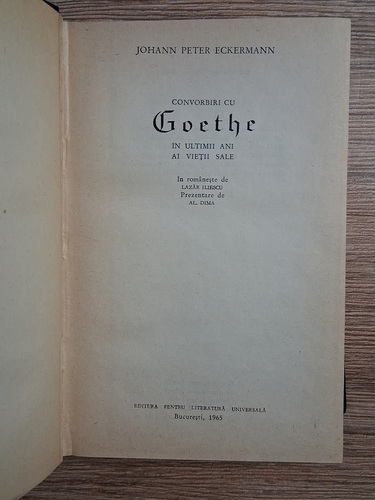 JOHANN PETER ECKERMANN
CONVORBIRI CU
Goethe
IN ULTIMII ANI
AI VIEȚII SALE
În românește de
LAZĂR ILIESCU
Prezentare de
AL. DIMA
EDITURA PENTRU LITERATURĂ UNIVERSALĂ
București, 1965